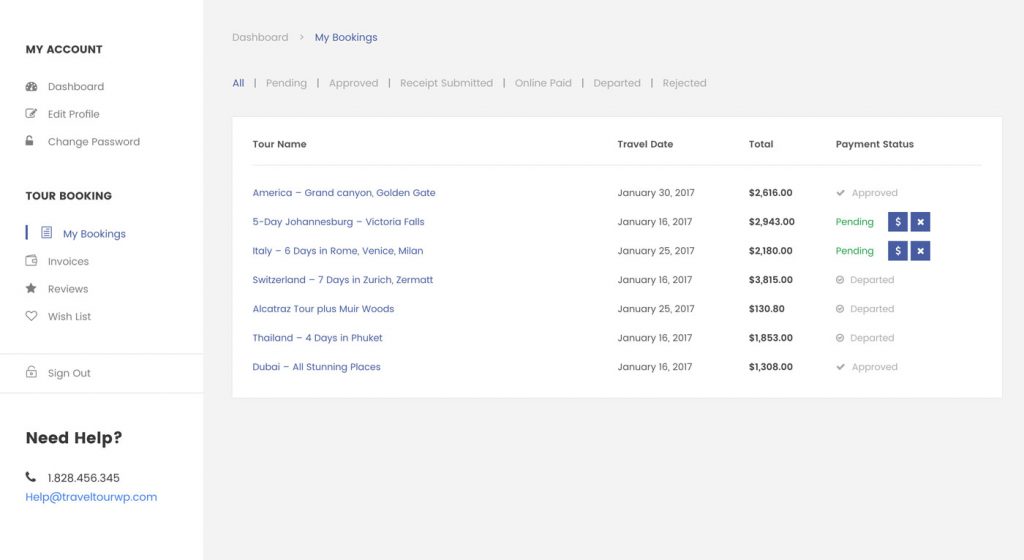 MY ACCOUNT
Dashboard
Edit Profile
Change Password
TOUR BOOKING
My Bookings
Invoices
Reviews
Wish List
Sign Out
Need Help?
1.828.456.345
Help@traveltourwp.com
Dashboard > My Bookings
All | Pending | Approved | Receipt Submitted | Online Paid | Departed | Rejected
Tour Name Travel Date Total Payment Status
America – Grand canyon, Golden Gate January 30, 2017 $2,616.00 Approved
5-Day Johannesburg – Victoria Falls January 16, 2017 $2,943.00 Pending $
Italy – 6 Days in Rome, Venice, Milan January 25, 2017 $2,180.00 Pending $
Switzerland – 7 Days in Zurich, Zermatt January 16, 2017 $3,815.00 Departed
Alcatraz Tour plus Muir Woods January 25, 2017 $130.80 Departed
Thailand – 4 Days in Phuket January 16, 2017 $1,853.00 Departed
Dubai – All Stunning Places January 16, 2017 $1,308.00 Approved